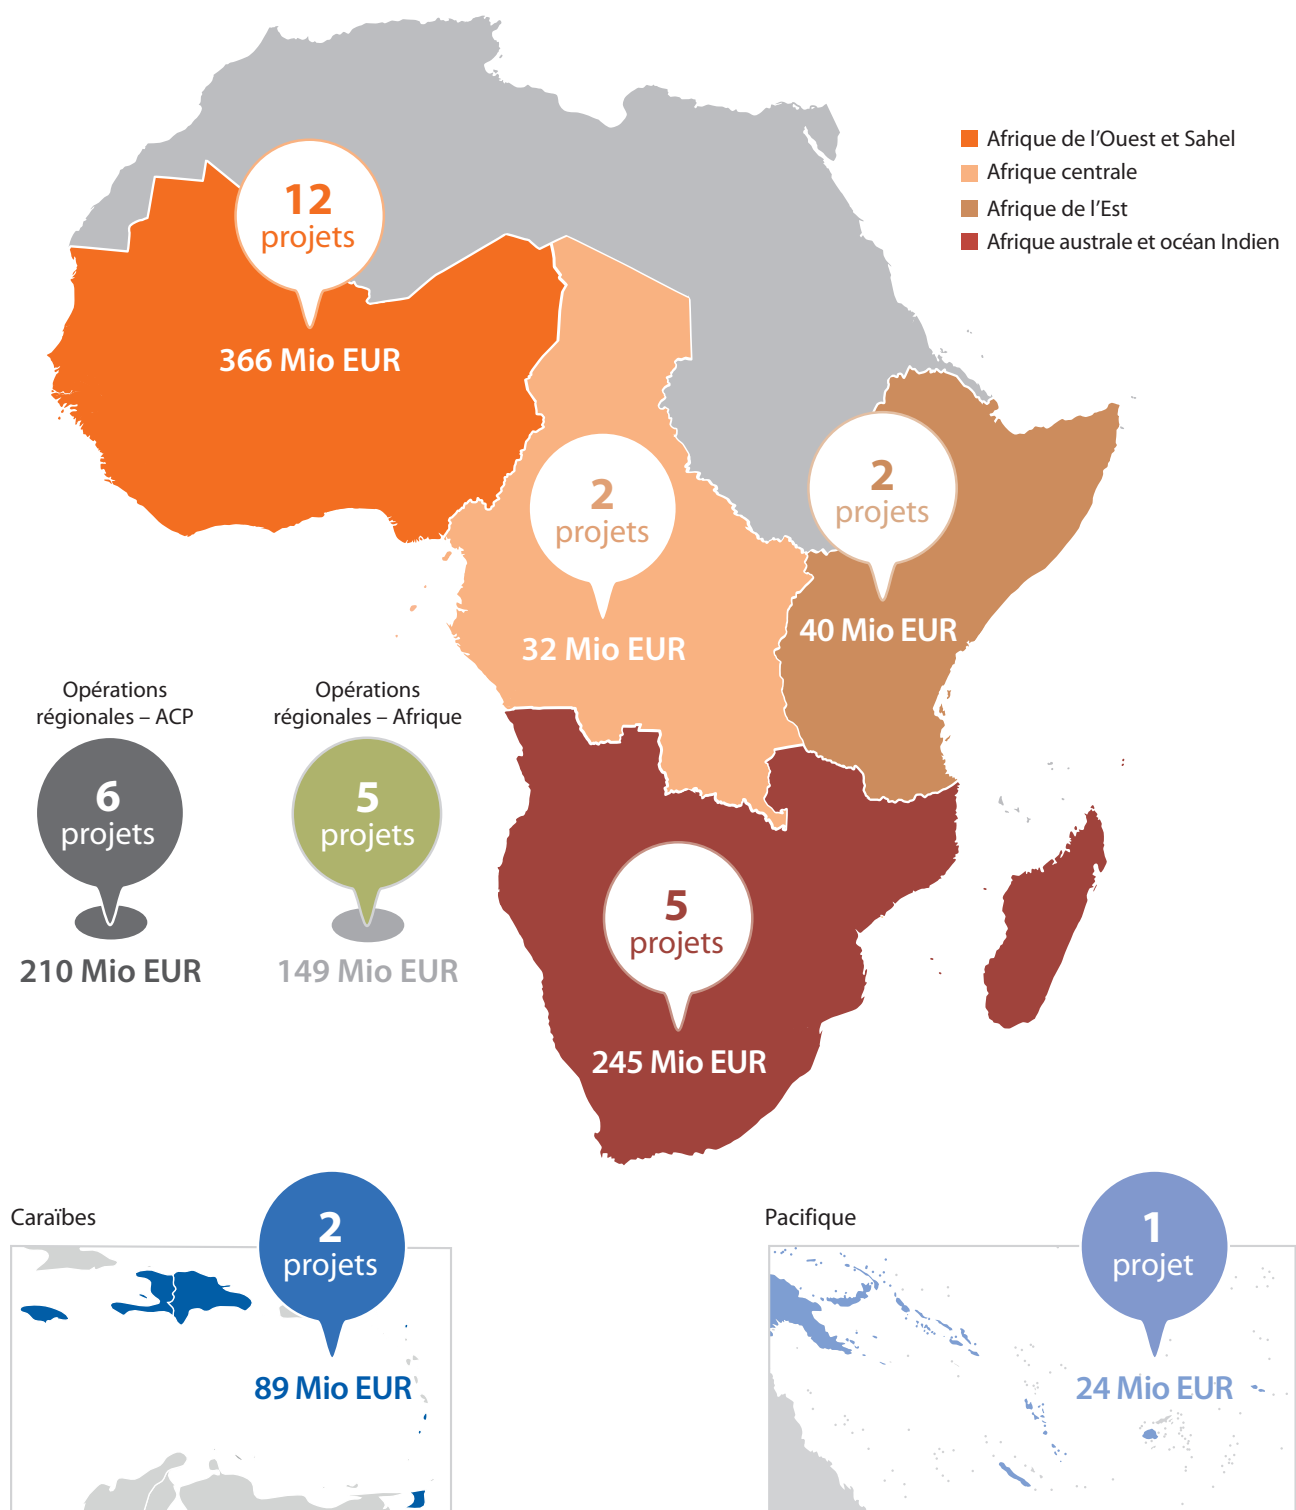 Afrique de l’Ouest et Sahel
Afrique centrale
Afrique de l’Est
Afrique australe et océan Indien
12
projets
366 Mio EUR
2
projets
32 Mio EUR
2
projets
40 Mio EUR
Opérations
régionales – ACP
6
projets
210 Mio EUR
Opérations
régionales – Afrique
5
projets
149 Mio EUR
5
projets
245 Mio EUR
Caraïbes
2
projets
89 Mio EUR
Pacifique
1
projet
24 Mio EUR